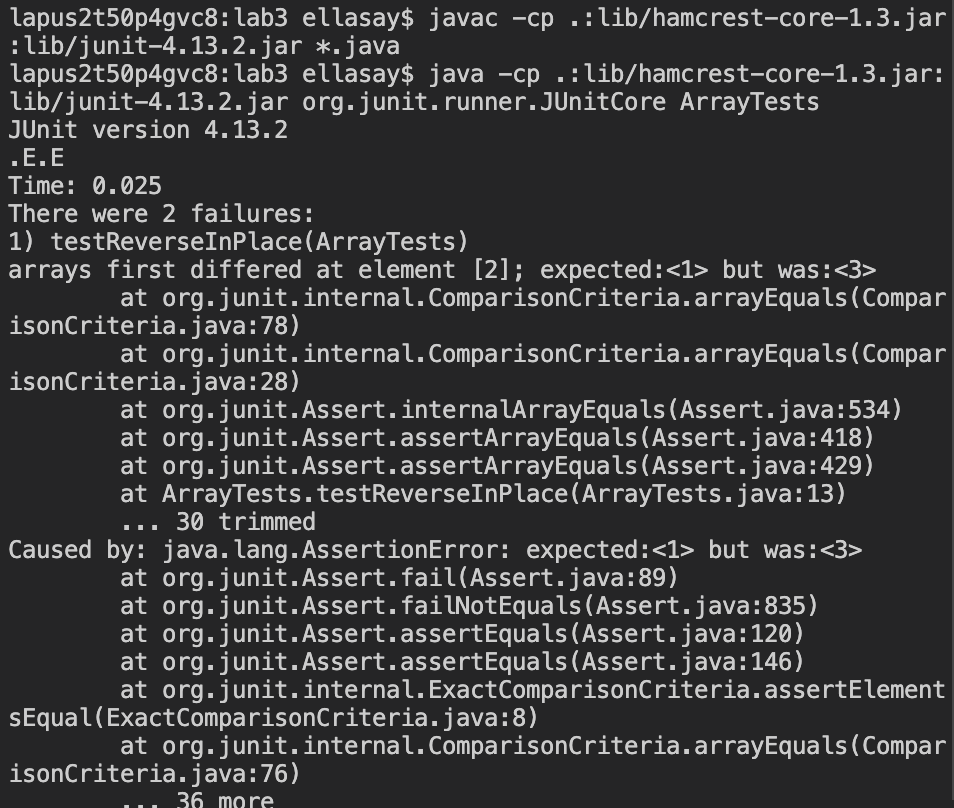 lapus2t50p4gvc8:lab3 ellasay$ javac -cp .:lib/hamcrest-core-1.3.jar
:lib/junit-4.13.2.jar *.java
lapus2t50p4gvc8:lab3 ellasay$ java -cp .:lib/hamcrest-core-1.3.jar:
lib/junit-4.13.2.jar org.junit.runner.JUnitCore ArrayTests
JUnit version 4.13.2
.E.E
Time: 0.025
There were 2 failures:
1) testReverseInPlace(ArrayTests)
arrays first differed at element [2]; expected:<1> but was:<3>
        at org.junit.internal.ComparisonCriteria.arrayEquals(Compar
isonCriteria.java:78)
        at org.junit.internal.ComparisonCriteria.arrayEquals(Compar
isonCriteria.java:28)
        at org.junit.Assert.internalArrayEquals(Assert.java:534)
        at org.junit.Assert.assertArrayEquals(Assert.java:418)
        at org.junit.Assert.assertArrayEquals(Assert.java:429)
        at ArrayTests.testReverseInPlace(ArrayTests.java:13)
        ... 30 trimmed
Caused by: java.lang.AssertionError: expected:<1> but was:<3>
        at org.junit.Assert.fail(Assert.java:89)
        at org.junit.Assert.failNotEquals(Assert.java:835)
        at org.junit.Assert.assertEquals(Assert.java:120)
        at org.junit.Assert.assertEquals(Assert.java:146)
        at org.junit.internal.ExactComparisonCriteria.assertElement
sEqual(ExactComparisonCriteria.java:8)
        at org.junit.internal.ComparisonCriteria.arrayEquals(Compar
isonCriteria.java:76)
        ... 36 more